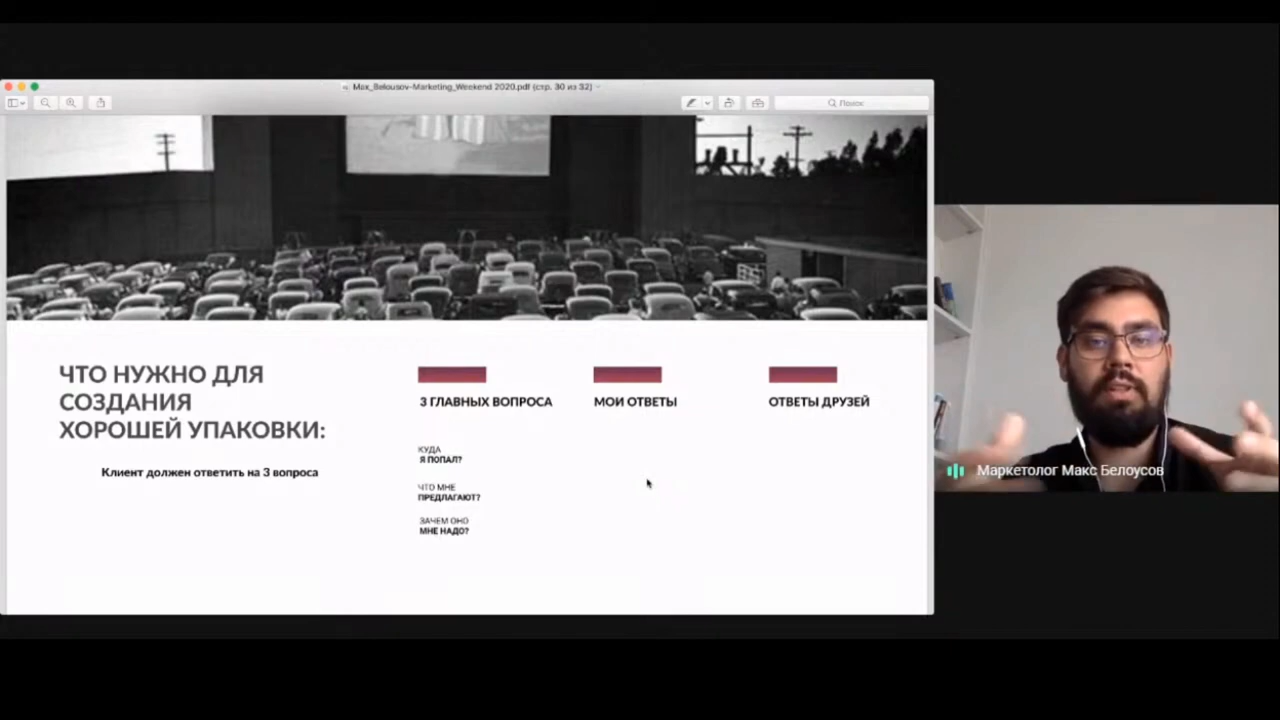 Max_Belousov-Marketing_Weekend 2020.pdf (стр. 30 из 32)
Поиск
ЧТО НУЖНО ДЛЯ
СОЗДАНИЯ
ХОРОШЕЙ УПАКОВКИ:
Клиент должен ответить на 3 вопроса
3 ГЛАВНЫХ ВОПРОСА
КУДА
Я ПОПАЛ?
ЧТО МНЕ
ПРЕДЛАГАЮТ?
ЗАЧЕМ ОНО
МНЕ НАДО?
МОИ ОТВЕТЫ
ОТВЕТЫ ДРУЗЕЙ
Маркетолог Макс Белоусов